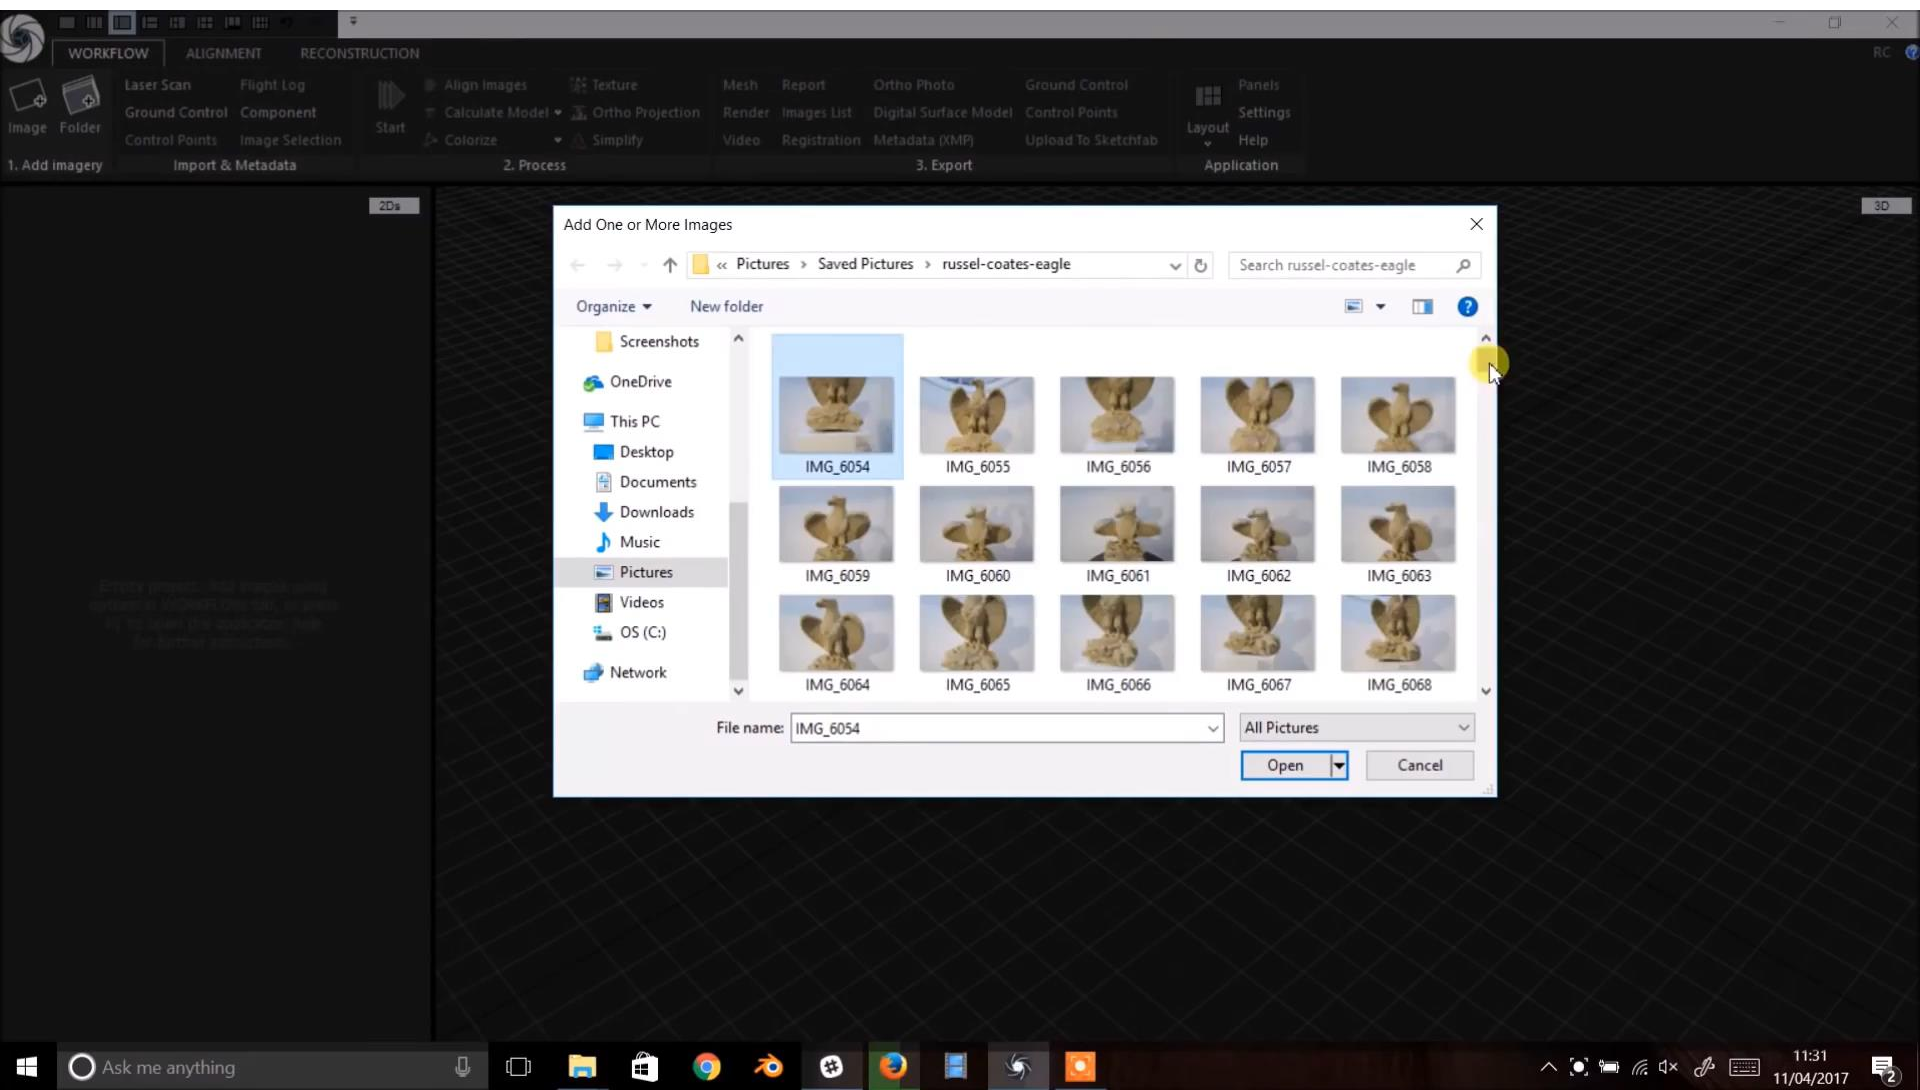 WORKFLOW ALIGNMENT RECONSTRUCTION RC
Laser Scan Flight Log Align Images Texture Mesh Report Ortho Photo Ground Control Panels
Ground Control Component Calculate Model Ortho Projection Render Images List Digital Surface Model Control Points Settings
Image Folder Start Layout
Control Points Image Selection Colorize Simplify Video Registration Metadata (XMP) Upload To Sketchfab Help
1. Add imagery Import & Metadata 2. Process 3. Export Application
2Ds 3D
Add One or More Images
« Pictures › Saved Pictures › russel-coates-eagle Search russel-coates-eagle
Organize New folder
Screenshots
OneDrive
This PC
Desktop
Documents
Downloads
Music
Pictures
Videos
OS (C:)
Network
IMG_6054 IMG_6055 IMG_6056 IMG_6057 IMG_6058
IMG_6059 IMG_6060 IMG_6061 IMG_6062 IMG_6063
IMG_6064 IMG_6065 IMG_6066 IMG_6067 IMG_6068
File name: IMG_6054 All Pictures
Open Cancel
Ask me anything
11:31
11/04/2017
2